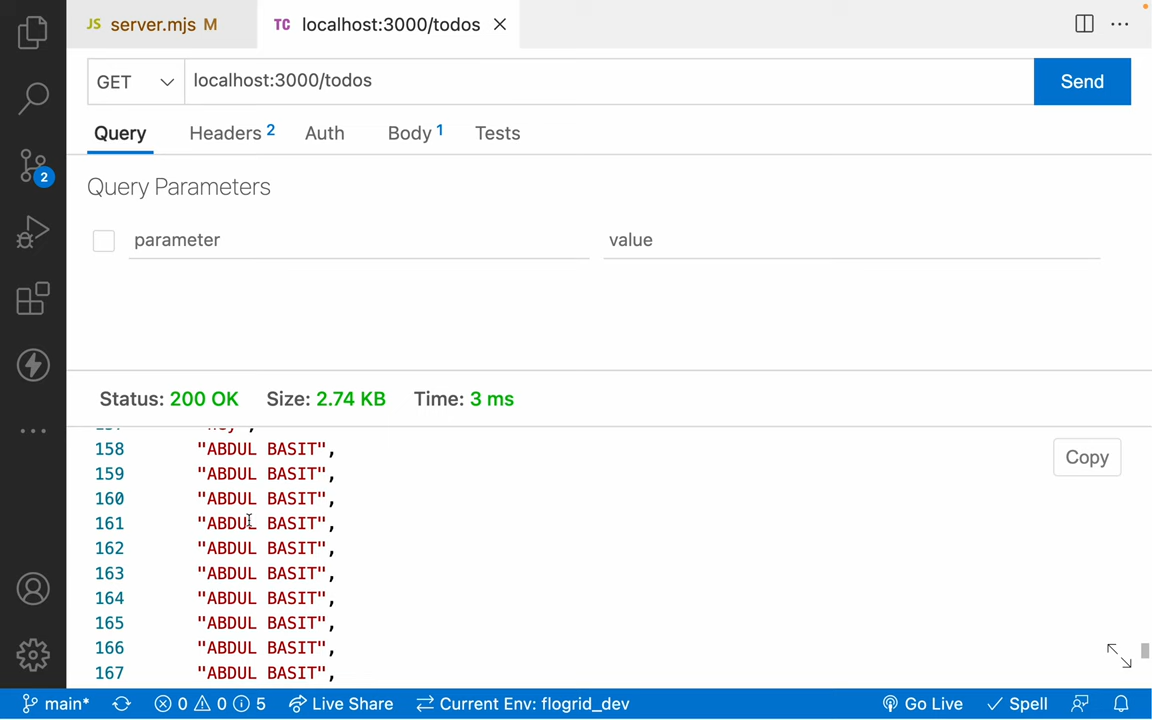 JS server.mjs M
TC localhost:3000/todos
GET localhost:3000/todos Send
Query Headers 2 Auth Body 1 Tests
Query Parameters
parameter value
Status: 200 OK Size: 2.74 KB Time: 3 ms
158 "ABDUL BASIT",
Copy
159 "ABDUL BASIT",
160 "ABDUL BASIT",
161 "ABDUL BASIT",
162 "ABDUL BASIT",
163 "ABDUL BASIT",
164 "ABDUL BASIT",
165 "ABDUL BASIT",
166 "ABDUL BASIT",
167 "ABDUL BASIT",
2
main* 0 0 5 Live Share Current Env: flogrid_dev Go Live Spell